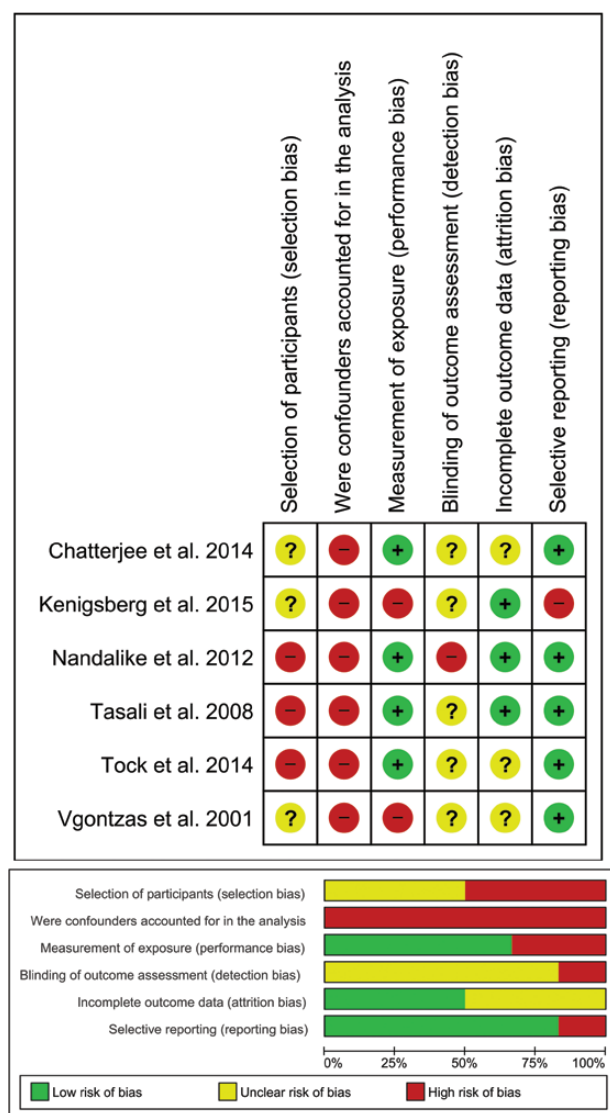 Selection of participants (selection bias)
Were confounders accounted for in the analysis
Measurement of exposure (performance bias)
Blinding of outcome assessment (detection bias)
Incomplete outcome data (attrition bias)
Selective reporting (reporting bias)
Chatterjee et al. 2014 ? – + ? ? +
Kenigsberg et al. 2015 ? – – ? + –
Nandalike et al. 2012 – – + – + +
Tasali et al. 2008 – – + ? + +
Tock et al. 2014 – – + ? ? +
Vgontzas et al. 2001 ? – – ? ? +
Selection of participants (selection bias)
Were confounders accounted for in the analysis
Measurement of exposure (performance bias)
Blinding of outcome assessment (detection bias)
Incomplete outcome data (attrition bias)
Selective reporting (reporting bias)
0% 25% 50% 75% 100%
Low risk of bias Unclear risk of bias High risk of bias